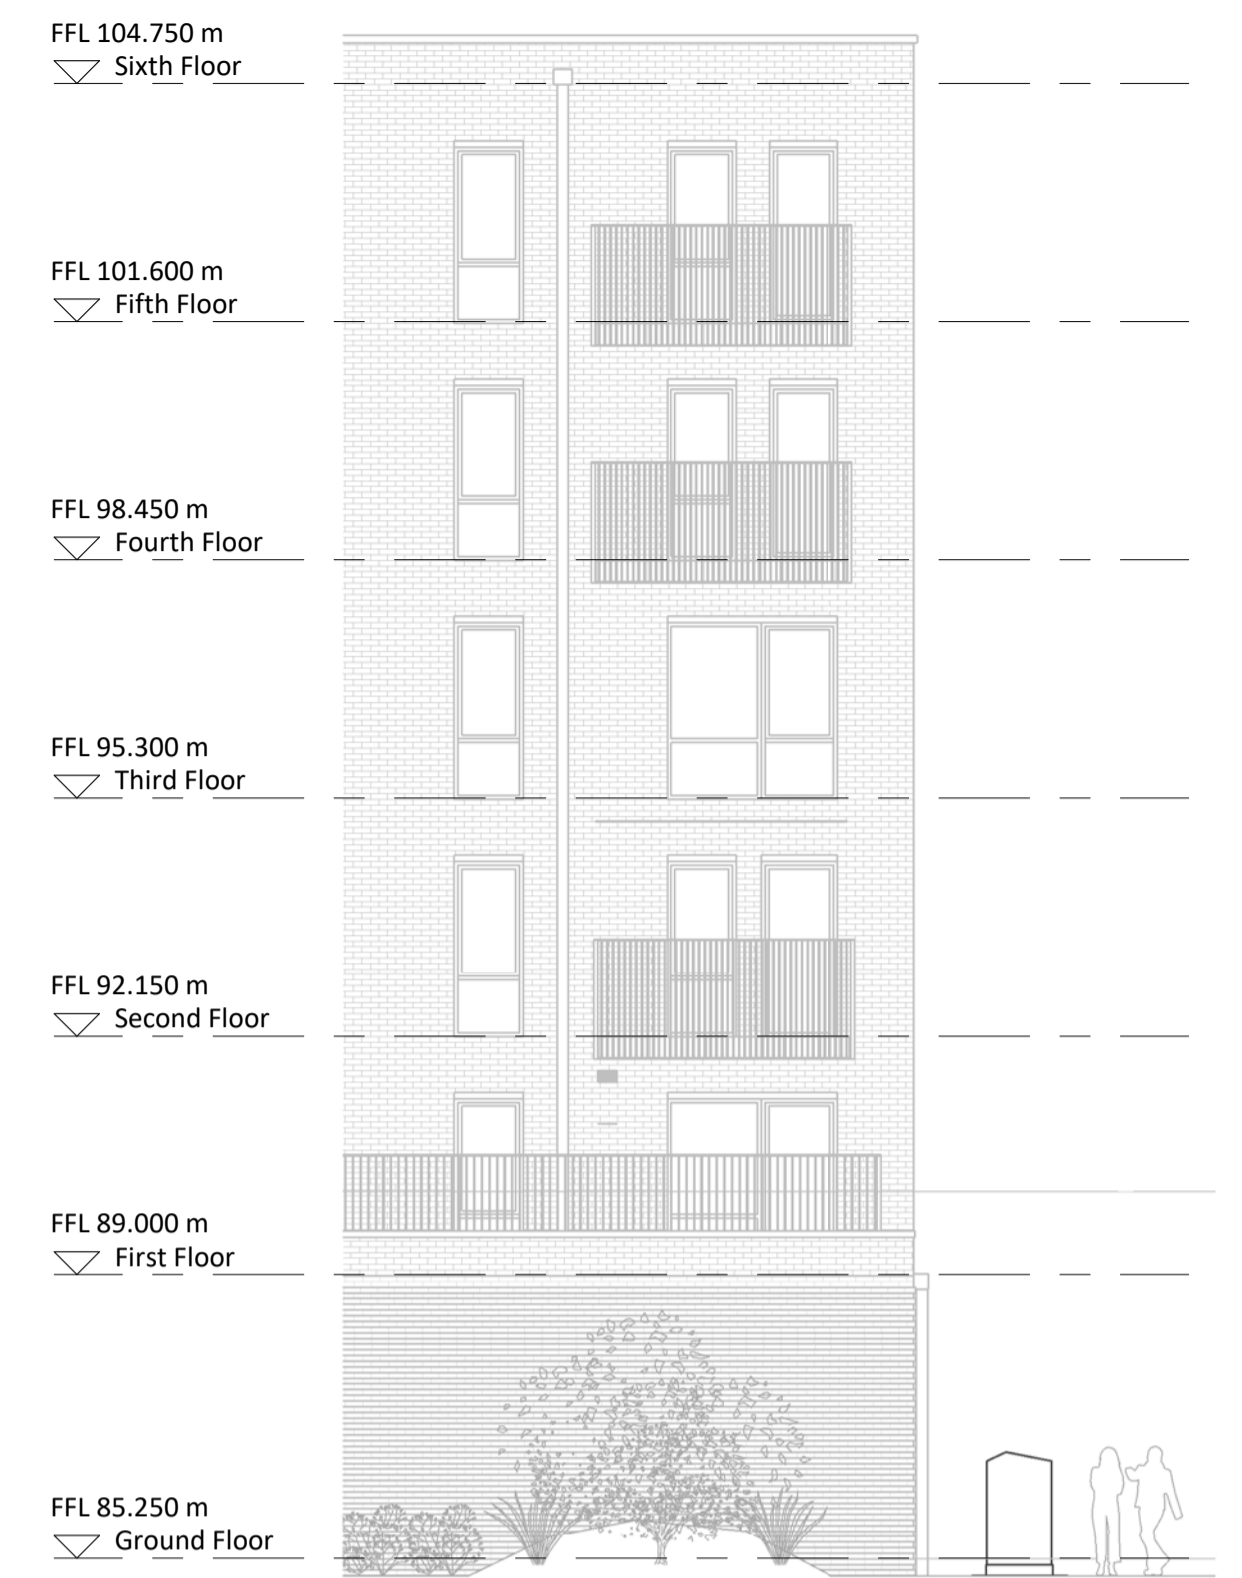 FFL 104.750 m
Sixth Floor
FFL 101.600 m
Fifth Floor
FFL 98.450 m
Fourth Floor
FFL 95.300 m
Third Floor
FFL 92.150 m
Second Floor
FFL 89.000 m
First Floor
FFL 85.250 m
Ground Floor